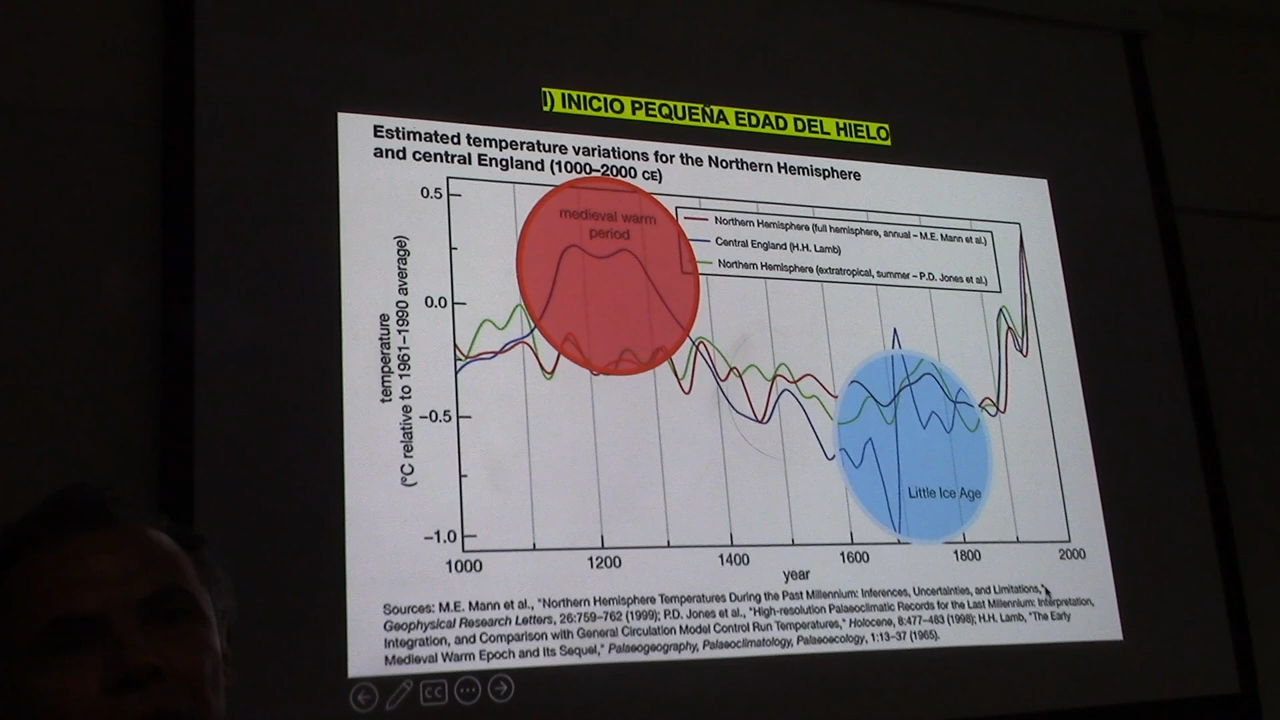 I) INICIO PEQUEÑA EDAD DEL HIELO
Estimated temperature variations for the Northern Hemisphere
and central England (1000–2000 CE)
0.5
0.0
−0.5
−1.0
temperature
(°C relative to 1961–1990 average)
medieval warm
period
Northern Hemisphere (full hemisphere, annual – M.E. Mann et al.)
Central England (H.H. Lamb)
Northern Hemisphere (extratropical, summer – P.D. Jones et al.)
Little Ice Age
1000
1200
1400
1600
1800
2000
year
Sources: M.E. Mann et al., "Northern Hemisphere Temperatures During the Past Millennium: Inferences, Uncertainties, and Limitations,"
Geophysical Research Letters, 26:759–762 (1999); P.D. Jones et al., "High-resolution Palaeoclimatic Records for the Last Millennium: Interpretation,
Integration, and Comparison with General Circulation Model Control Run Temperatures," Holocene, 8:477–483 (1998); H.H. Lamb, "The Early
Medieval Warm Epoch and Its Sequel," Palaeogeography, Palaeoclimatology, Palaeoecology, 1:13–37 (1965).
CC